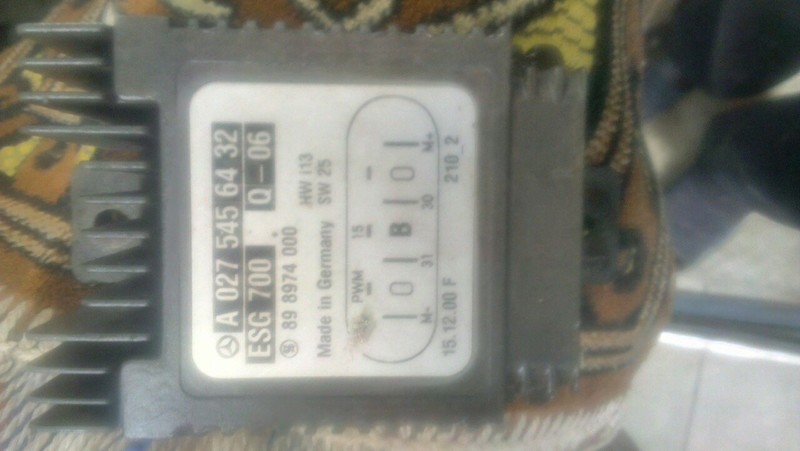 A 027 545 64 32
ESG 700 Q - 06
89 8974 000 HW I13
Made in Germany SW 25
PWM 15
B
M- 31 30 M+
15.12.00 F 210_2